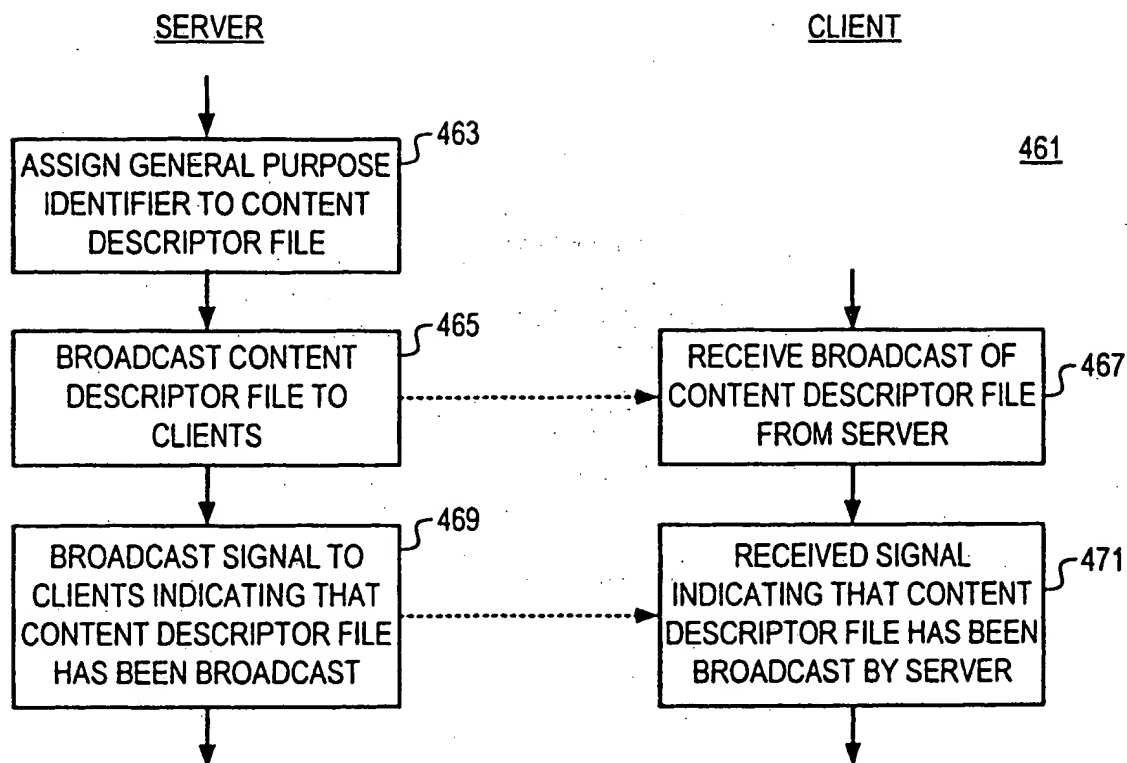 SERVER
CLIENT
463
461
ASSIGN GENERAL PURPOSE
IDENTIFIER TO CONTENT
DESCRIPTOR FILE
465
BROADCAST CONTENT
DESCRIPTOR FILE TO
CLIENTS
RECEIVE BROADCAST OF
CONTENT DESCRIPTOR FILE
FROM SERVER
467
469
BROADCAST SIGNAL TO
CLIENTS INDICATING THAT
CONTENT DESCRIPTOR FILE
HAS BEEN BROADCAST
RECEIVED SIGNAL
INDICATING THAT CONTENT
DESCRIPTOR FILE HAS BEEN
BROADCAST BY SERVER
471